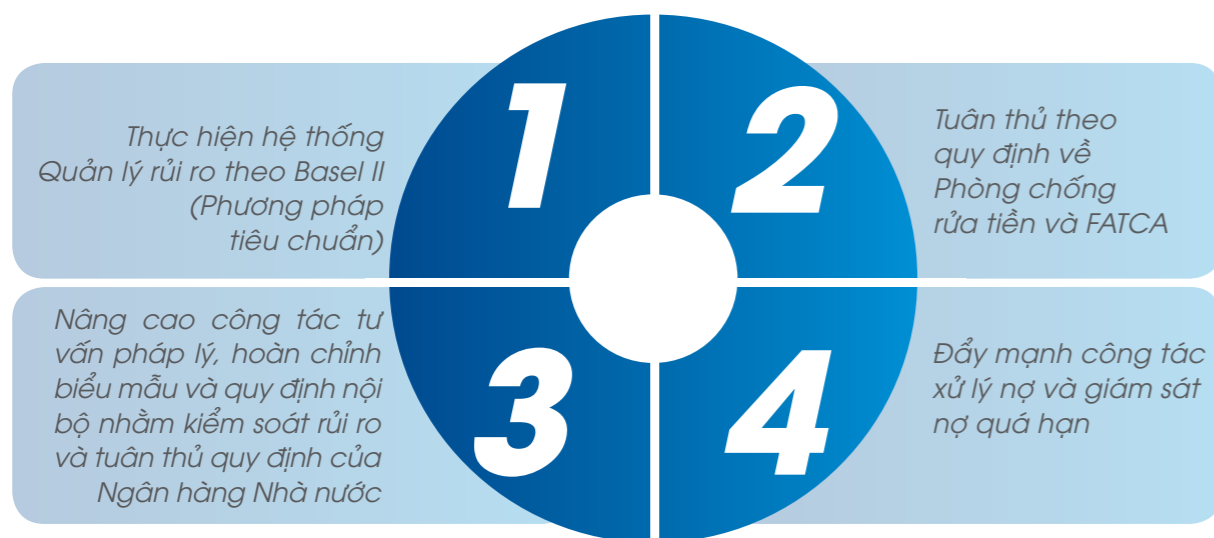 1
Thực hiện hệ thống
Quản lý rủi ro theo Basel II
(Phương pháp
tiêu chuẩn)
2
Tuân thủ theo
quy định về
Phòng chống
rửa tiền và FATCA
3
Nâng cao công tác tư
vấn pháp lý, hoàn chỉnh
biểu mẫu và quy định nội
bộ nhằm kiểm soát rủi ro
và tuân thủ quy định của
Ngân hàng Nhà nước
4
Đẩy mạnh công tác
xử lý nợ và giám sát
nợ quá hạn